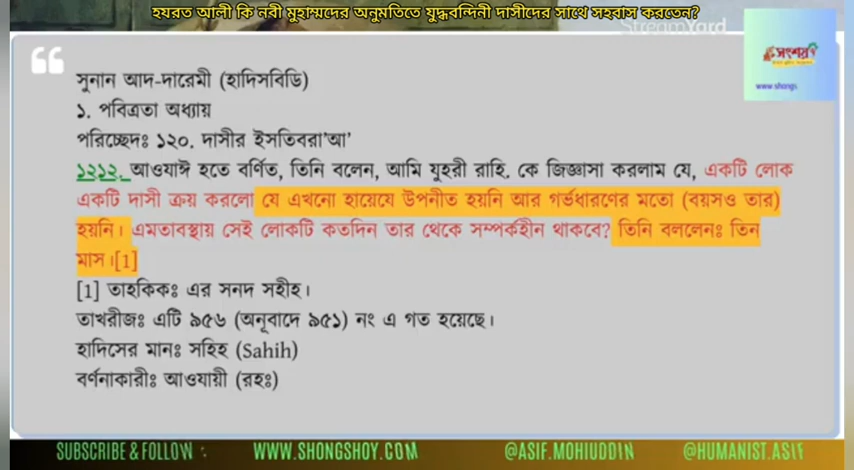 হযরত আলী কি নবী মুহাম্মদের অনুমতিতে যুদ্ধবন্দিনী দাসীদের সাথে সহবাস করতেন?
StreamYard
সংশয়
www.shongs
সুনান আদ-দারেমী (হাদিসবিডি)
১. পবিত্রতা অধ্যায়
পরিচ্ছেদঃ ১২০. দাসীর ইসতিবরা’আ’
১২১২. আওযাঈ হতে বর্ণিত, তিনি বলেন, আমি যুহরী রাহি. কে জিজ্ঞাসা করলাম যে, একটি লোক
একটি দাসী ক্রয় করলো যে এখনো হায়েযে উপনীত হয়নি আর গর্ভধারণের মতো (বয়সও তার)
হয়নি। এমতাবস্থায় সেই লোকটি কতদিন তার থেকে সম্পর্কহীন থাকবে? তিনি বললেনঃ তিন
মাস।[1]
[1] তাহকিকঃ এর সনদ সহীহ।
তাখরীজঃ এটি ৯৫৬ (অনূবাদে ৯৫১) নং এ গত হয়েছে।
হাদিসের মানঃ সহিহ (Sahih)
বর্ণনাকারীঃ আওযায়ী (রহঃ)
SUBSCRIBE & FOLLOW : WWW.SHONGSHOY.COM @ASIF.MOHIUDDIN @HUMANIST.ASIF